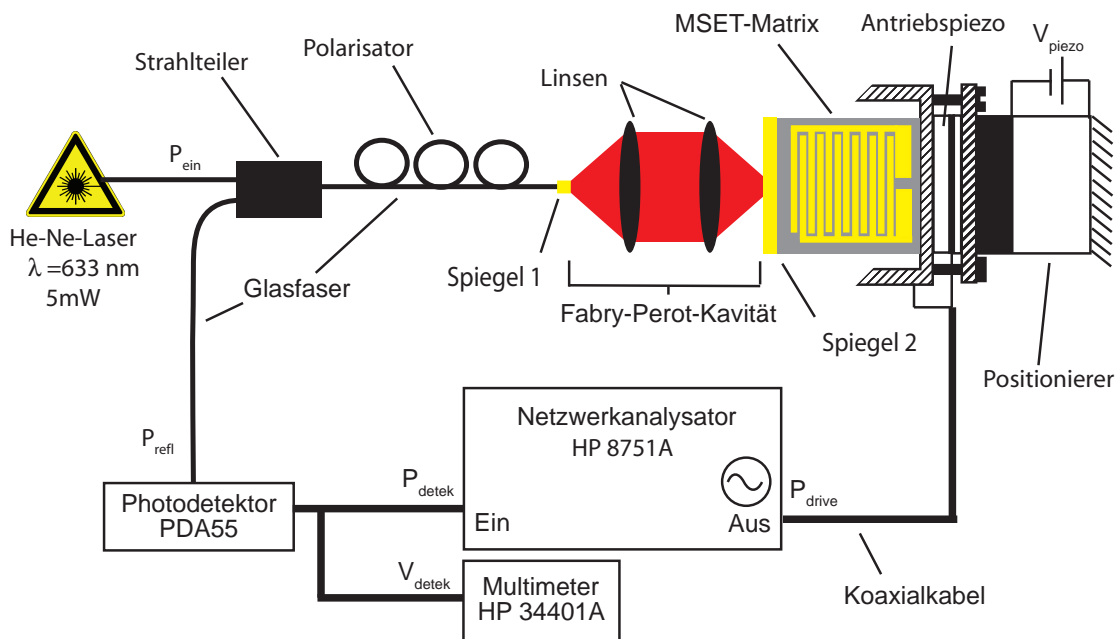 MSET-Matrix
Antriebspiezo
V piezo
Polarisator
Strahlteiler
Linsen
P ein
He-Ne-Laser
λ =633 nm
5mW
Glasfaser
Spiegel 1
Fabry-Perot-Kavität
Spiegel 2
Positionierer
Netzwerkanalysator
HP 8751A
P refl
P detek
Ein
Aus
P drive
Photodetektor
PDA55
V detek
Multimeter
HP 34401A
Koaxialkabel